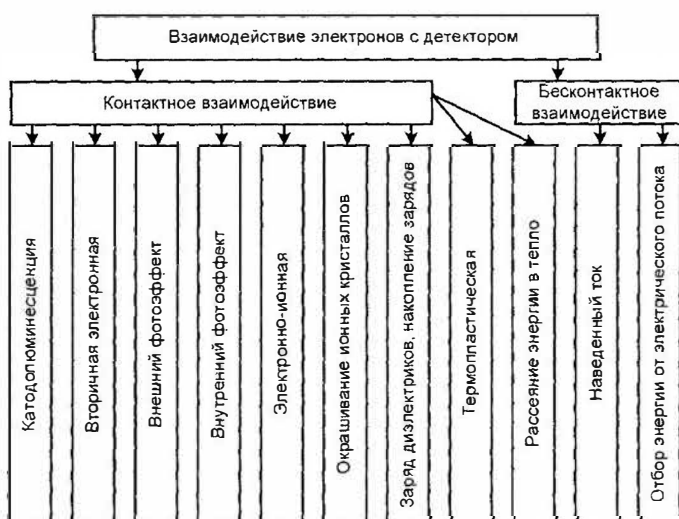 Взаимодействие электронов с детектором
Контактное взаимодействие
Бесконтактное
взаимодействие
Катодолюминесценция
Вторичная электронная
Внешний фотоэффект
Внутренний фотоэффект
Электронно-ионная
Окрашивание ионных кристаллов
Заряд диэлектриков, накопление зарядов
Термопластическая
Рассеяние энергии в тепло
Наведенный ток
Отбор энергии от электрического потока